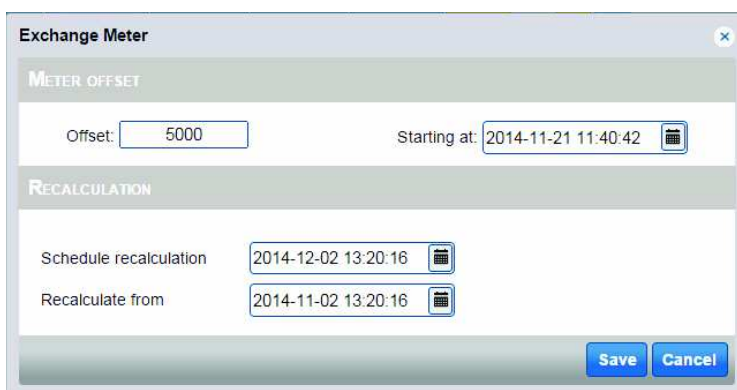 Exchange Meter
METER OFFSET
Offset: 5000 Starting at: 2014-11-21 11:40:42
RECALCULATION
Schedule recalculation 2014-12-02 13:20:16
Recalculate from 2014-11-02 13:20:16
Save Cancel